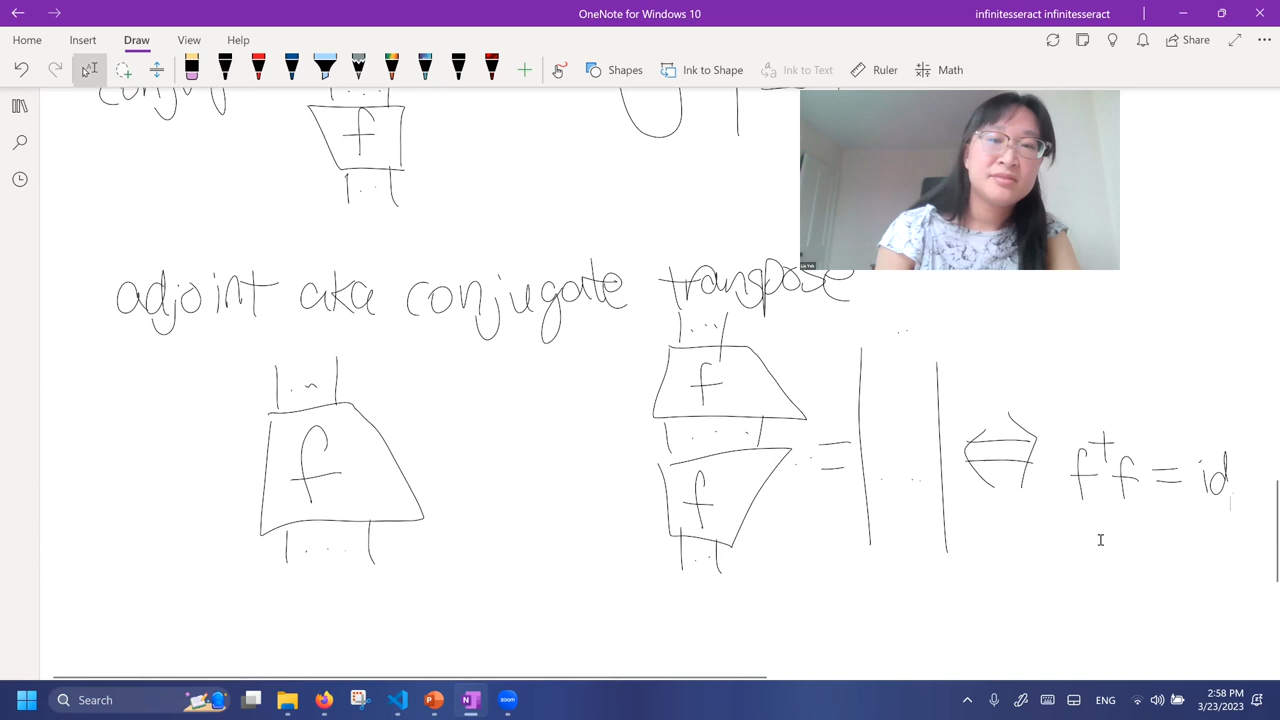 OneNote for Windows 10
infinitesseract infinitesseract
Home Insert Draw View Help
Share
Shapes
Ink to Shape
Ink to Text
Ruler
Math
f
adjoint aka conjugate transpose
f
f
f
= ⇔ f†f = id
Search
zoom
ENG
2:58 PM
3/23/2023